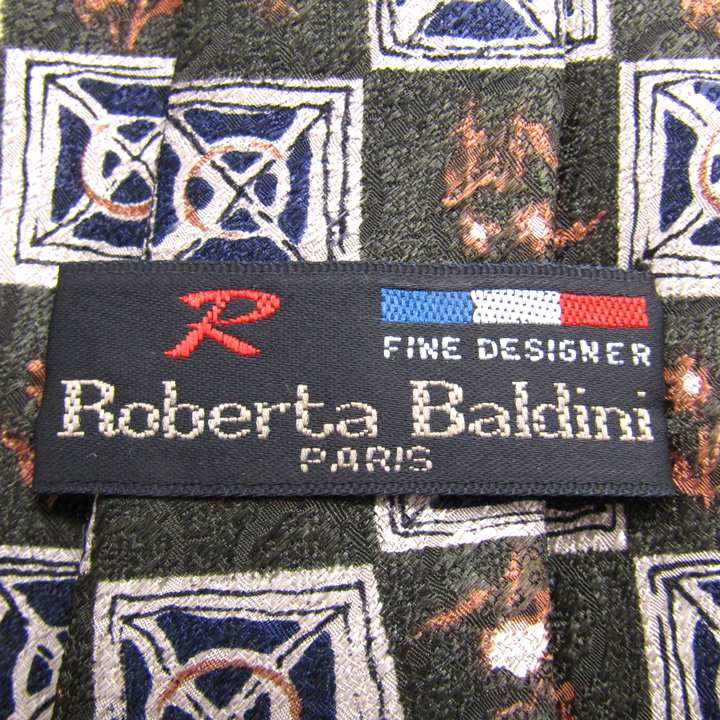 R
FINE DESIGNER
Roberta Baldini
PARIS